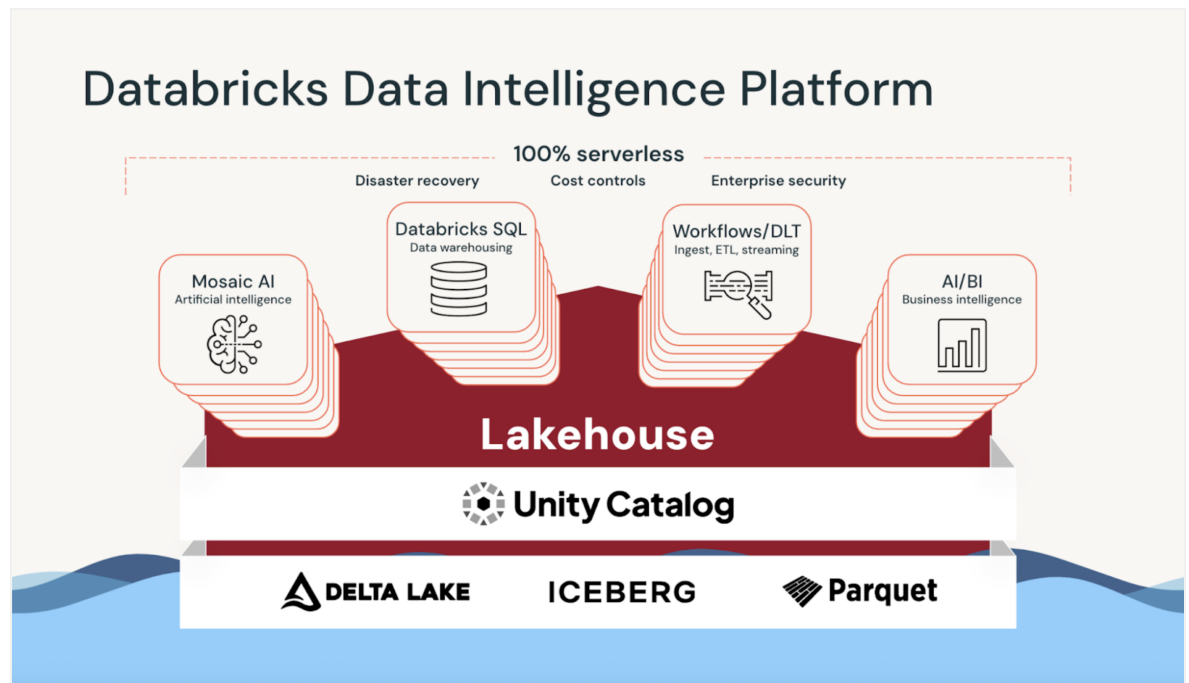 Databricks Data Intelligence Platform
100% serverless
Disaster recovery
Cost controls
Enterprise security
Databricks SQL
Data warehousing
Workflows/DLT
Ingest, ETL, streaming
Mosaic AI
Artificial intelligence
AI/BI
Business intelligence
Lakehouse
Unity Catalog
DELTA LAKE
ICEBERG
Parquet